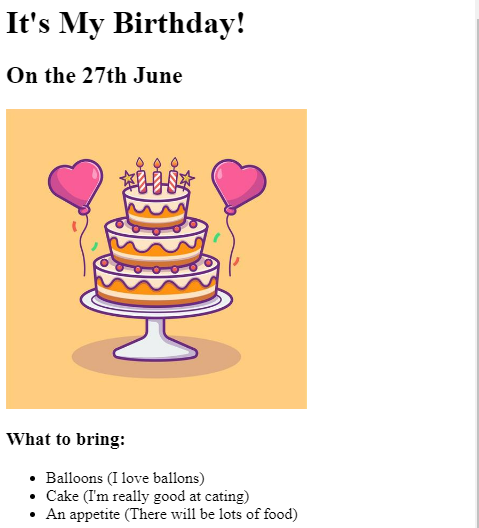 It's My Birthday!
On the 27th June
What to bring:
Balloons (I love ballons)
Cake (I'm really good at eating)
An appetite (There will be lots of food)